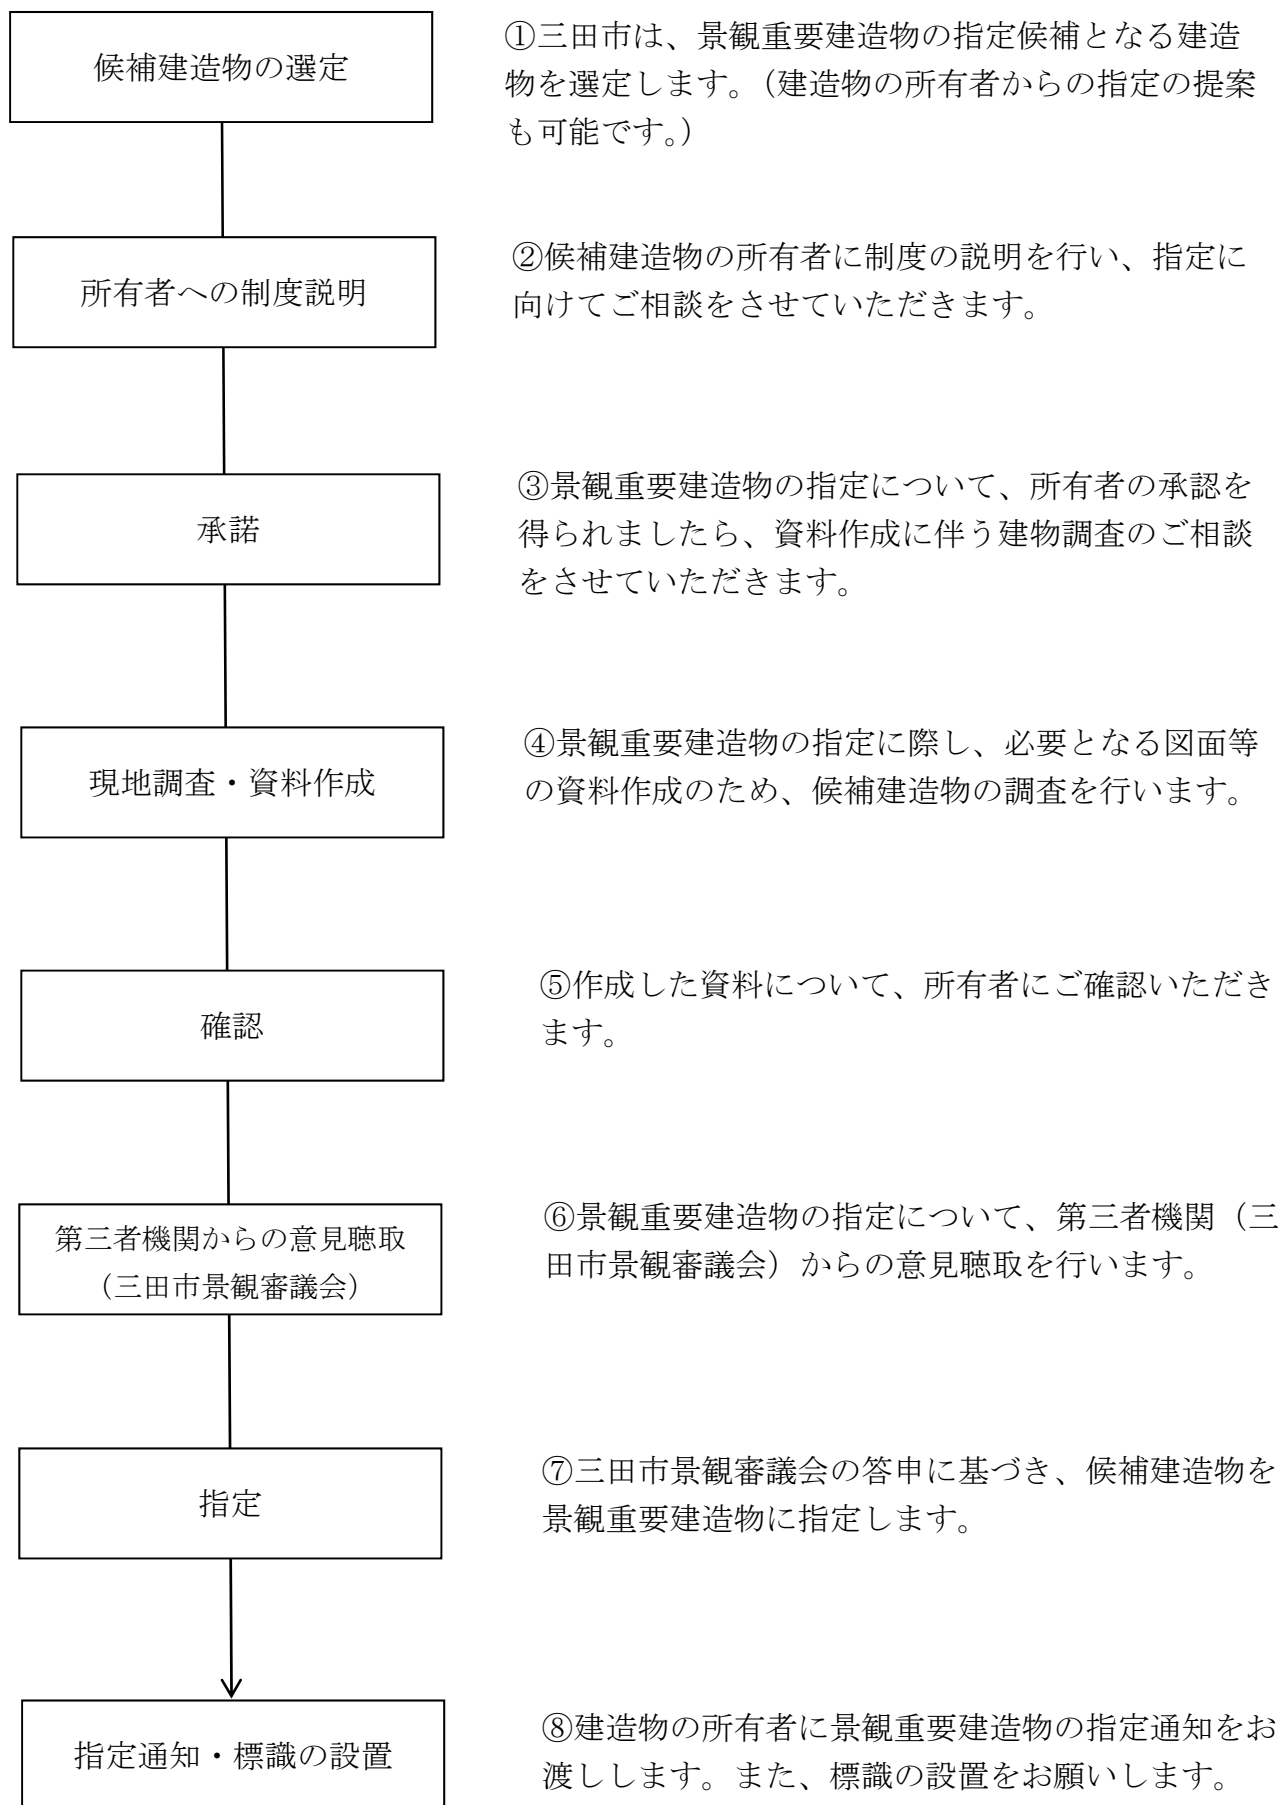 候補建造物の選定
①三田市は、景観重要建造物の指定候補となる建造
物を選定します。（建造物の所有者からの指定の提案
も可能です。）
所有者への制度説明
②候補建造物の所有者に制度の説明を行い、指定に
向けてご相談をさせていただきます。
承諾
③景観重要建造物の指定について、所有者の承認を
得られましたら、資料作成に伴う建物調査のご相談
をさせていただきます。
現地調査・資料作成
④景観重要建造物の指定に際し、必要となる図面等
の資料作成のため、候補建造物の調査を行います。
確認
⑤作成した資料について、所有者にご確認いただき
ます。
第三者機関からの意見聴取
（三田市景観審議会）
⑥景観重要建造物の指定について、第三者機関（三
田市景観審議会）からの意見聴取を行います。
指定
⑦三田市景観審議会の答申に基づき、候補建造物を
景観重要建造物に指定します。
指定通知・標識の設置
⑧建造物の所有者に景観重要建造物の指定通知をお
渡しします。また、標識の設置をお願いします。